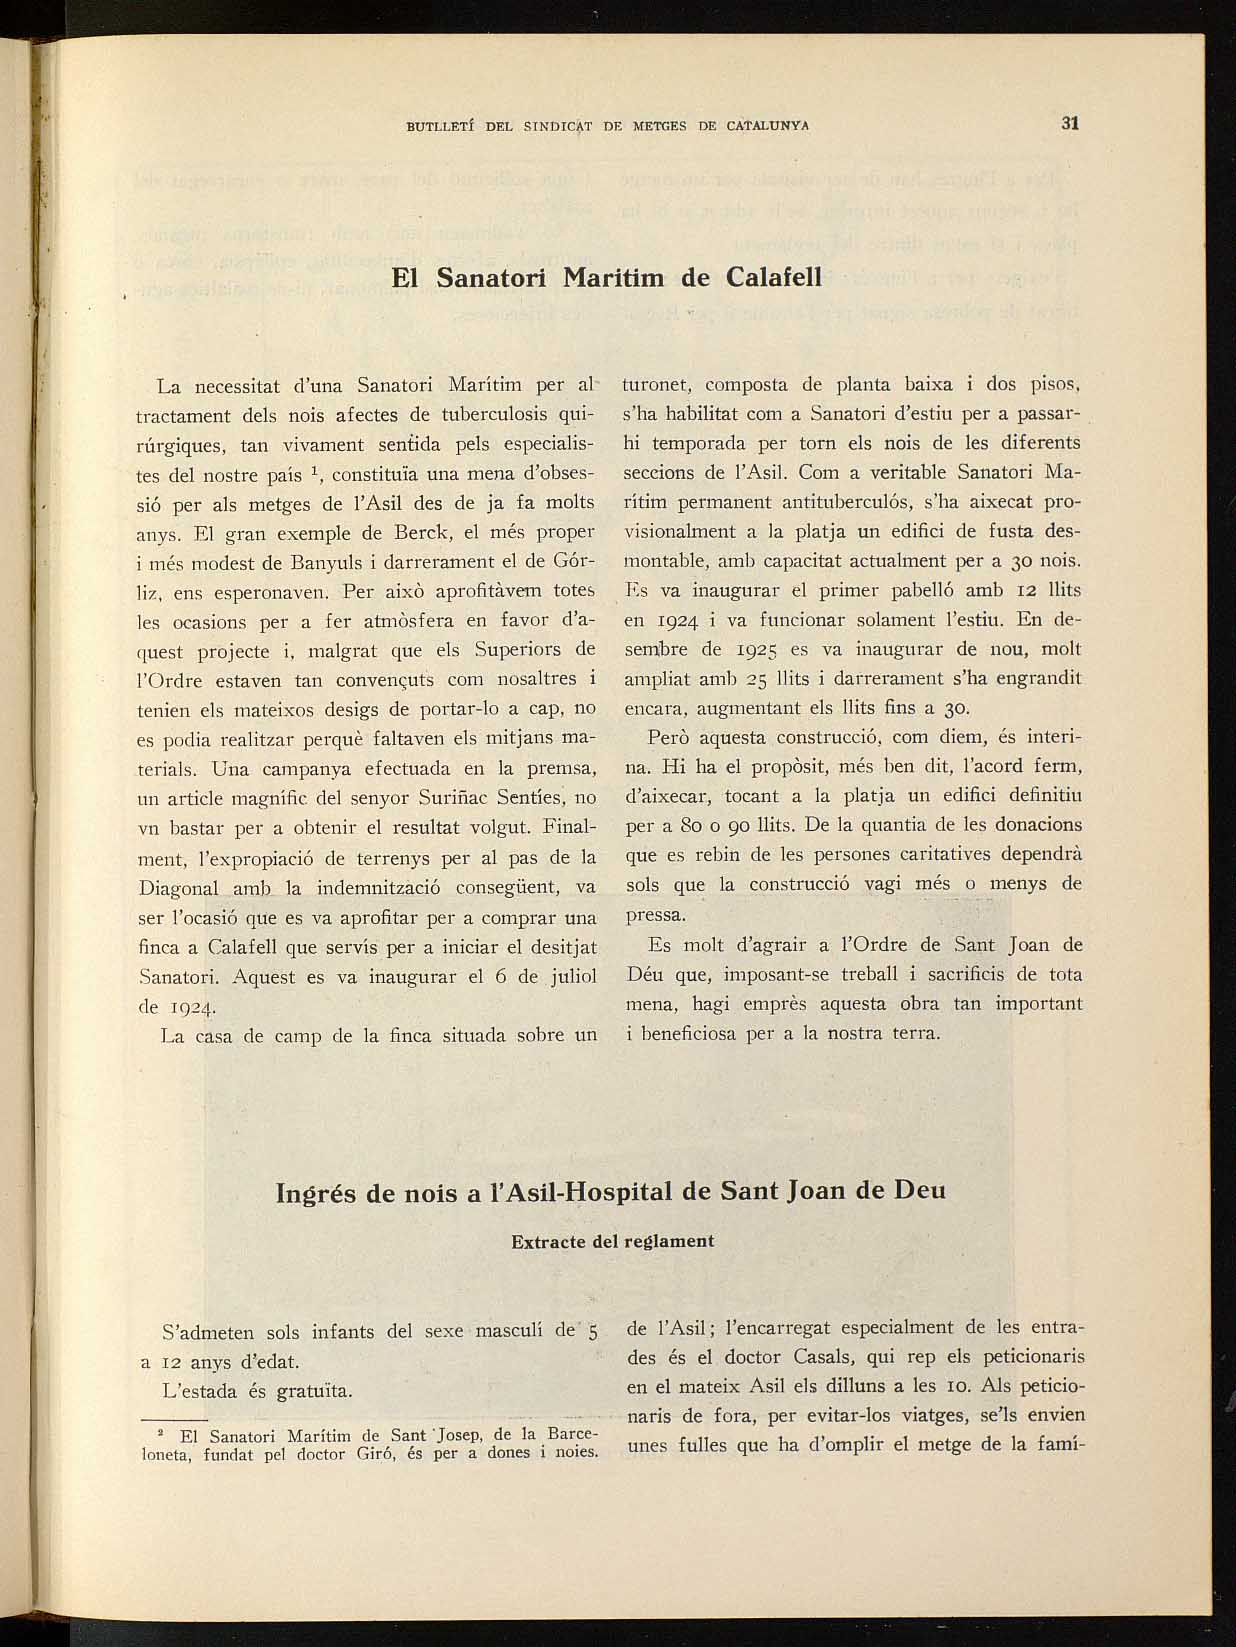 BUTLLETÍ DEL SINDICAT DE METGES DE CATALUNYA 31
El Sanatori Maritim de Calafell
La necessitat d'una Sanatori Marítim per al
tractament dels nois afectes de tuberculosis qui-
rúrgiques, tan vivament sentida pels especialis-
tes del nostre país ¹, constituïa una mena d'obses-
sió per als metges de l'Asil des de ja fa molts
anys. El gran exemple de Berck, el més proper
i més modest de Banyuls i darrerament el de Gór-
liz, ens esperonaven. Per això aprofitàvem totes
les ocasions per a fer atmòsfera en favor d'a-
quest projecte i, malgrat que els Superiors de
l'Ordre estaven tan convençuts com nosaltres i
tenien els mateixos desigs de portar-lo a cap, no
es podia realitzar perquè faltaven els mitjans ma-
terials. Una campanya efectuada en la premsa,
un article magnífic del senyor Suriñac Sentíes, no
vn bastar per a obtenir el resultat volgut. Final-
ment, l'expropiació de terrenys per al pas de la
Diagonal amb la indemnització consegüent, va
ser l'ocasió que es va aprofitar per a comprar una
finca a Calafell que servís per a iniciar el desitjat
Sanatori. Aquest es va inaugurar el 6 de juliol
de 1924.
La casa de camp de la finca situada sobre un
turonet, composta de planta baixa i dos pisos,
s'ha habilitat com a Sanatori d'estiu per a passar-
hi temporada per torn els nois de les diferents
seccions de l'Asil. Com a veritable Sanatori Ma-
rítim permanent antituberculós, s'ha aixecat pro-
visionalment a la platja un edifici de fusta des-
montable, amb capacitat actualment per a 30 nois.
Es va inaugurar el primer pabelló amb 12 llits
en 1924 i va funcionar solament l'estiu. En de-
sembre de 1925 es va inaugurar de nou, molt
ampliat amb 25 llits i darrerament s'ha engrandit
encara, augmentant els llits fins a 30.
Però aquesta construcció, com diem, és interi-
na. Hi ha el propòsit, més ben dit, l'acord ferm,
d'aixecar, tocant a la platja un edifici definitiu
per a 80 o 90 llits. De la quantia de les donacions
que es rebin de les persones caritatives dependrà
sols que la construcció vagi més o menys de
pressa.
Es molt d'agrair a l'Ordre de Sant Joan de
Déu que, imposant-se treball i sacrificis de tota
mena, hagi emprès aquesta obra tan important
i beneficiosa per a la nostra terra.
Ingrés de nois a l'Asil-Hospital de Sant Joan de Deu
Extracte del reglament
S'admeten sols infants del sexe masculí de 5
a 12 anys d'edat.
L'estada és gratuïta.
² El Sanatori Marítim de Sant Josep, de la Barce-
loneta, fundat pel doctor Giró, és per a dones i noies.
de l'Asil; l'encarregat especialment de les entra-
des és el doctor Casals, qui rep els peticionaris
en el mateix Asil els dilluns a les 10. Als peticio-
naris de fora, per evitar-los viatges, se'ls envien
unes fulles que ha d'omplir el metge de la famí-